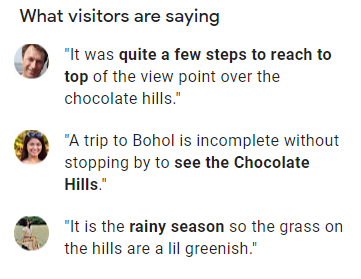 What visitors are saying
"It was quite a few steps to reach to
top of the view point over the
chocolate hills."
"A trip to Bohol is incomplete without
stopping by to see the Chocolate
Hills."
"It is the rainy season so the grass on
the hills are a lil greenish."